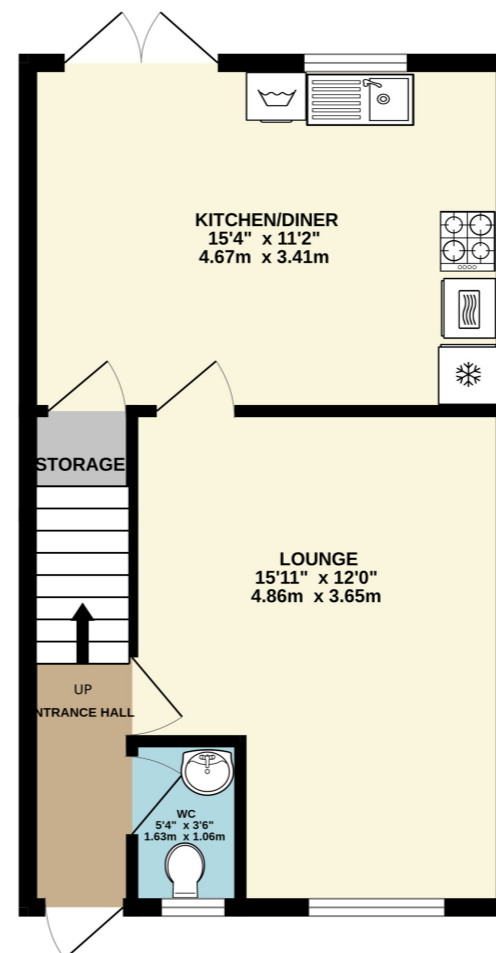 KITCHEN/DINER
15'4" x 11'2"
4.67m x 3.41m
STORAGE
LOUNGE
15'11" x 12'0"
4.86m x 3.65m
UP
NTRANCE HALL
WC
5'4" x 3'6"
1.63m x 1.06m